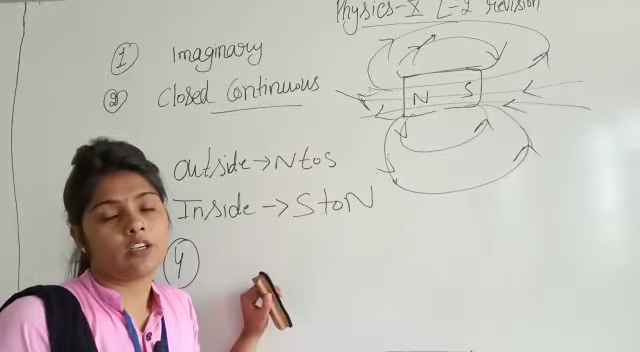 Physics-X L-2 revision
① Imaginary
② Closed Continuous
N S
Outside → N to S
Inside → S to N
④